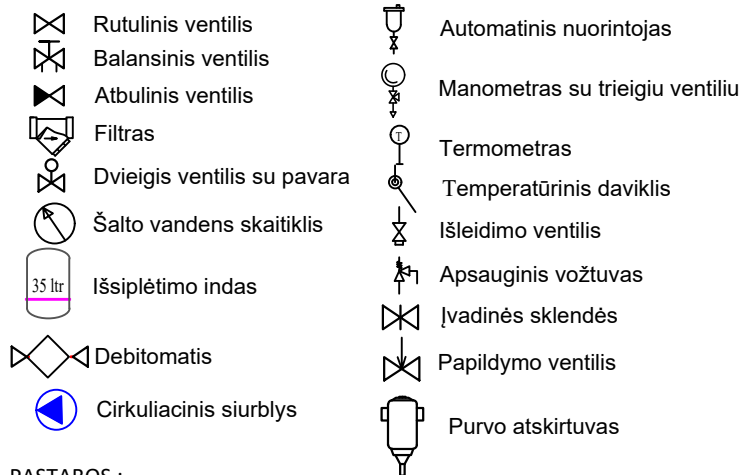 Rutulinis ventilis
Balansinis ventilis
Atbulinis ventilis
Filtras
Dvieigis ventilis su pavara
Šalto vandens skaitiklis
35 ltr
Išsiplėtimo indas
Debitomatis
Cirkuliacinis siurblys
Automatinis nuorintojas
Manometras su trieigiu ventiliu
T
Termometras
Temperatūrinis daviklis
Išleidimo ventilis
Apsauginis vožtuvas
Įvadinės sklendės
Papildymo ventilis
Purvo atskirtuvas
PASTABOS :